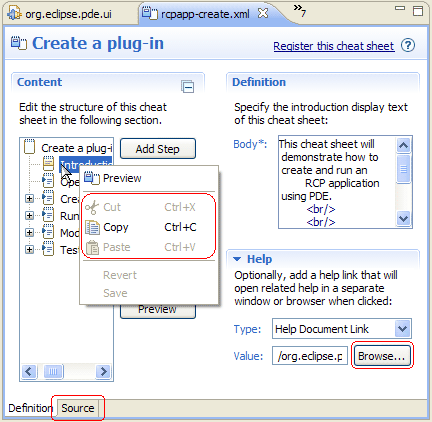 org.eclipse.pde.ui
rcpapp-create.xml
»7
Create a plug-in
Register this cheat sheet
Content
Edit the structure of this cheat
sheet in the following section.
Create a plug-i
Introductio
Ope
Crea
Run
Mod
Test
Add Step
Preview
Cut Ctrl+X
Copy Ctrl+C
Paste Ctrl+V
Revert
Save
Preview
Definition
Specify the introduction display text
of this cheat sheet:
Body*:
This cheat sheet will
demonstrate how to
create and run an
RCP application
using PDE.
<br/>
<br/>
Help
Optionally, add a help link that will
open related help in a separate
window or browser when clicked:
Type: Help Document Link
Value: /org.eclipse.p Browse...
Definition Source